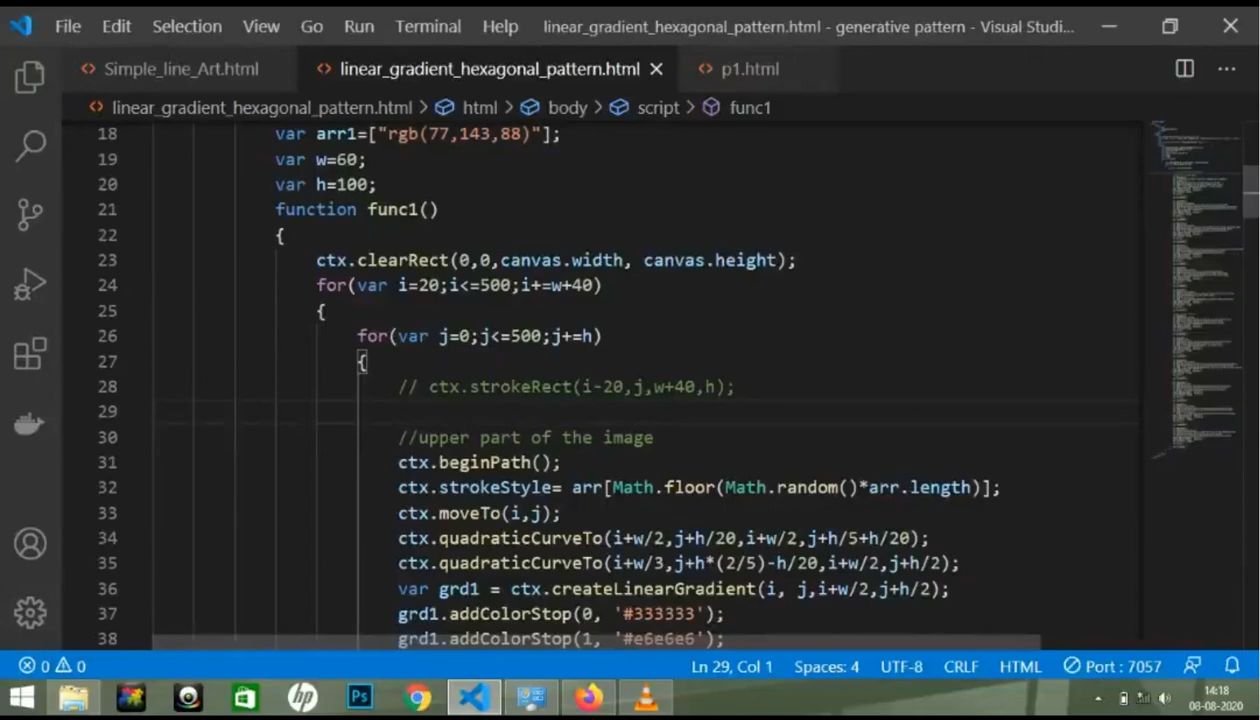 File Edit Selection View Go Run Terminal Help linear_gradient_hexagonal_pattern.html - generative pattern - Visual Studi...
Simple_line_Art.html linear_gradient_hexagonal_pattern.html p1.html
linear_gradient_hexagonal_pattern.html > html > body > script > func1
18 var arr1=["rgb(77,143,88)"];
19 var w=60;
20 var h=100;
21 function func1()
22 {
23 ctx.clearRect(0,0,canvas.width, canvas.height);
24 for(var i=20;i<=500;i+=w+40)
25 {
26 for(var j=0;j<=500;j+=h)
27 {
28 // ctx.strokeRect(i-20,j,w+40,h);
29
30 //upper part of the image
31 ctx.beginPath();
32 ctx.strokeStyle= arr[Math.floor(Math.random()*arr.length)];
33 ctx.moveTo(i,j);
34 ctx.quadraticCurveTo(i+w/2,j+h/20,i+w/2,j+h/5+h/20);
35 ctx.quadraticCurveTo(i+w/3,j+h*(2/5)-h/20,i+w/2,j+h/2);
36 var grd1 = ctx.createLinearGradient(i, j,i+w/2,j+h/2);
37 grd1.addColorStop(0, '#333333');
38 grd1.addColorStop(1, '#e6e6e6');
0 0 Ln 29, Col 1 Spaces: 4 UTF-8 CRLF HTML Port : 7057
hp Ps 14:18
08-08-2020